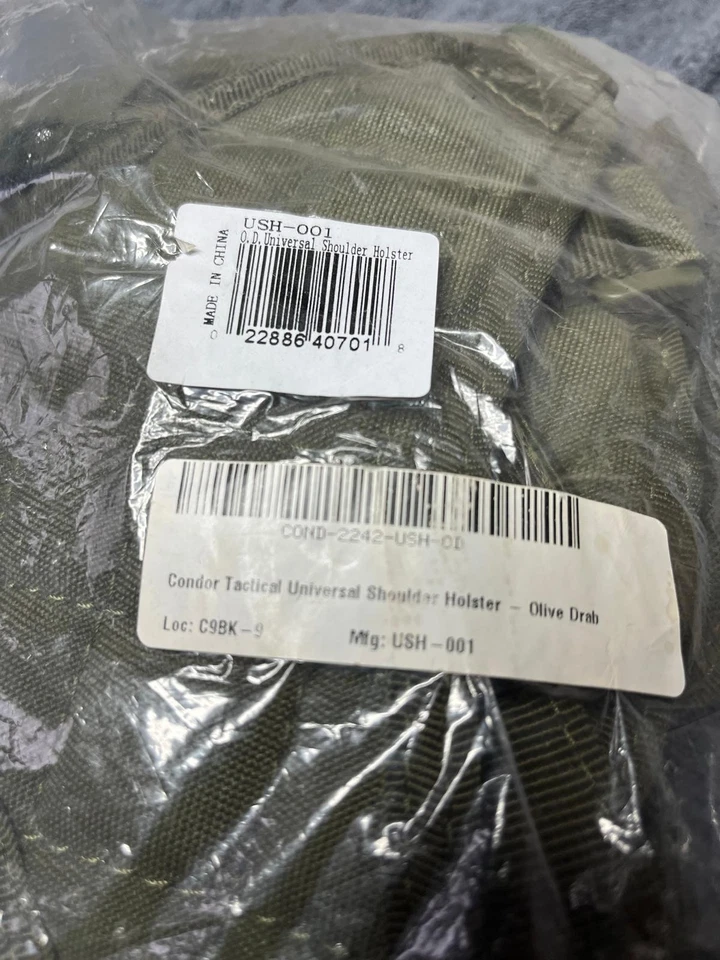 USH-001
O.D.Universal Shoulder Holster
MADE IN CHINA
0 22886 40701 8
COND-2242-USH-OD
Condor Tactical Universal Shoulder Holster - Olive Drab
Loc: C9BK-9
Mfg: USH-001